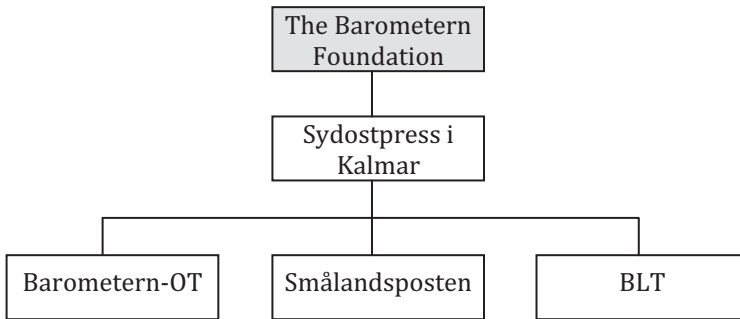 The Barometern
Foundation
Sydostpress i
Kalmar
Barometern-OT
Smålandsposten
BLT